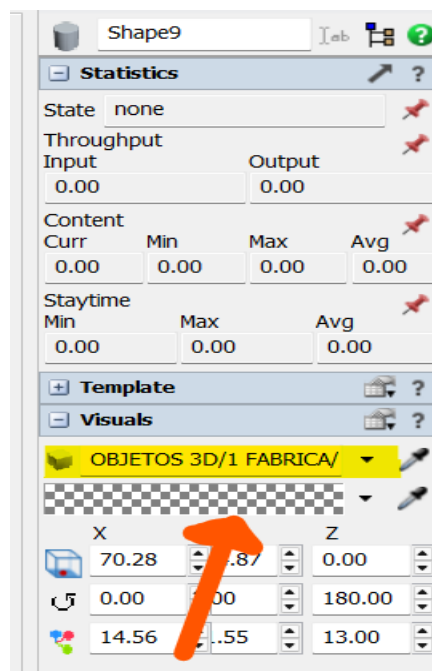 Shape9
Statistics ?
State none
Throughput
Input Output
0.00 0.00
Content
Curr Min Max Avg
0.00 0.00 0.00 0.00
Staytime
Min Max Avg
0.00 0.00 0.00
Template ?
Visuals ?
OBJETOS 3D/1 FABRICA/
X Z
70.28 .87 0.00
0.00 .00 180.00
14.56 .55 13.00